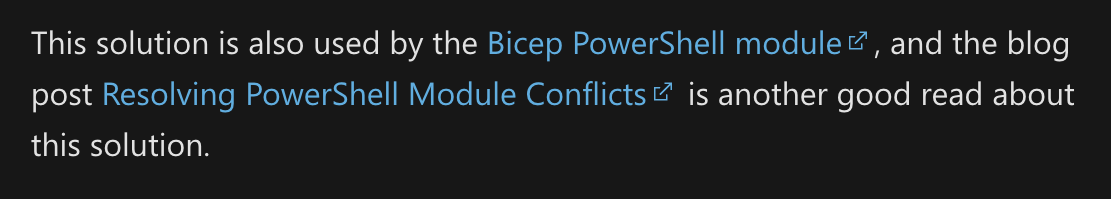 This solution is also used by the Bicep PowerShell module, and the blog
post Resolving PowerShell Module Conflicts is another good read about
this solution.